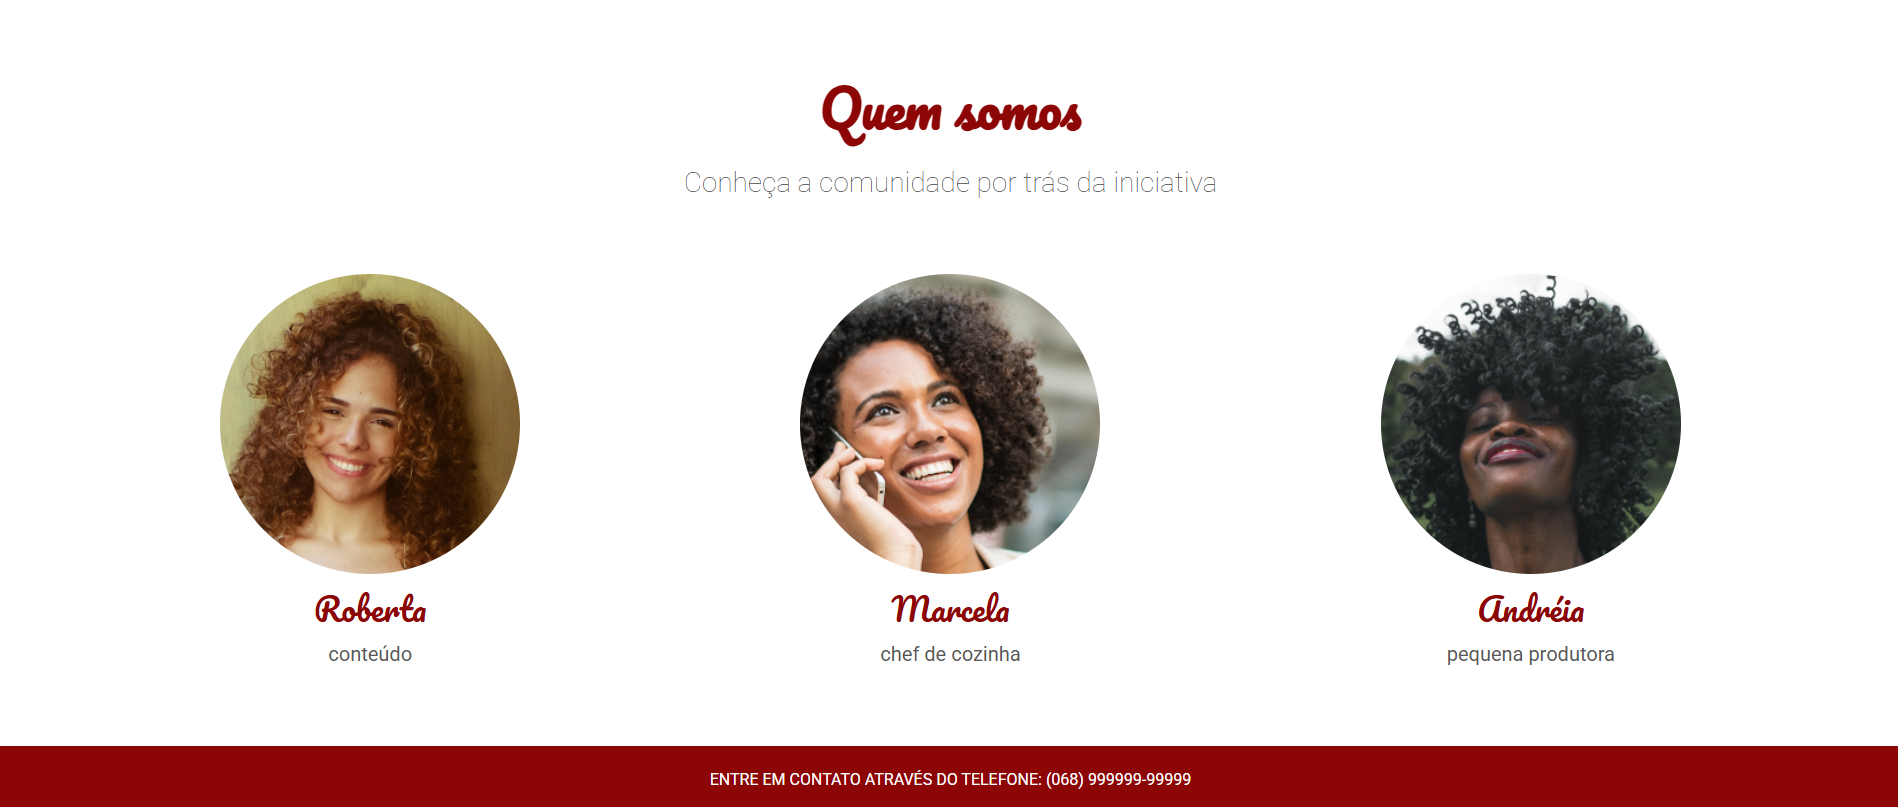 Quem somos
Conheça a comunidade por trás da iniciativa
Roberta
Marcela
Andréia
conteúdo
chef de cozinha
pequena produtora
ENTRE EM CONTATO ATRAVÉS DO TELEFONE: (068) 999999-99999